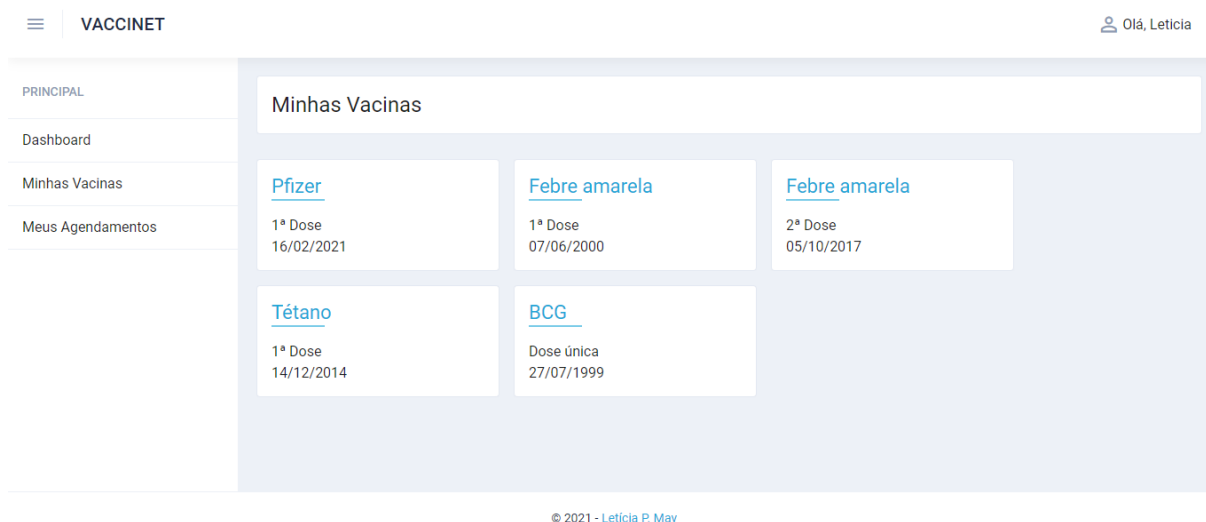 VACCINET
Olá, Leticia
PRINCIPAL
Dashboard
Minhas Vacinas
Meus Agendamentos
Minhas Vacinas
Pfizer
1ª Dose
16/02/2021
Febre amarela
1ª Dose
07/06/2000
Febre amarela
2ª Dose
05/10/2017
Tétano
1ª Dose
14/12/2014
BCG
Dose única
27/07/1999
© 2021 - Letícia P. May